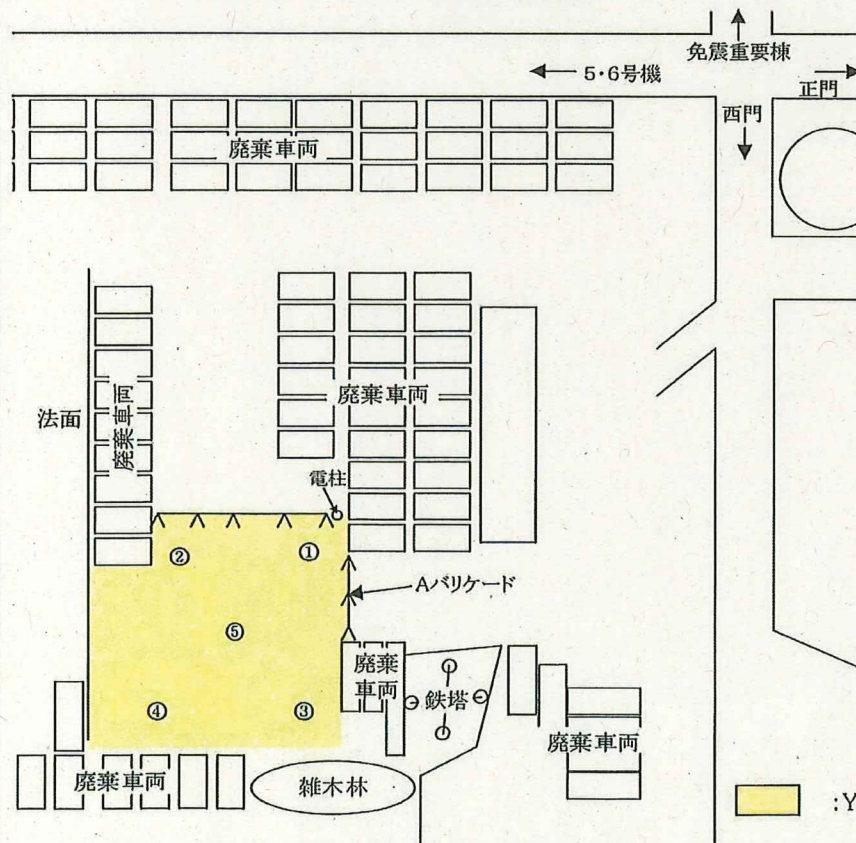 免震重要棟
5・6号機
正門
西門
廃棄車両
廃棄車両
廃棄車両
法面
電柱
②
①
Aバリケード
⑤
廃棄
車両
鉄塔
④
③
廃棄車両
廃棄車両
雑木林
:Y